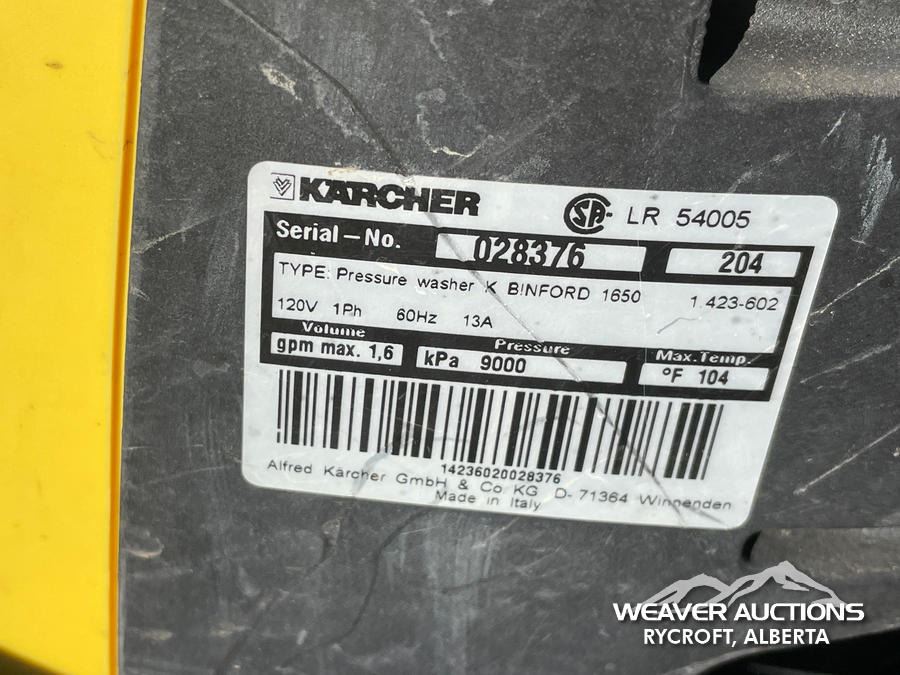 KÄRCHER
SA LR 54005
Serial – No. 028376 204
TYPE: Pressure washer K BINFORD 1650 1.423-602
120V 1Ph 60Hz 13A
Volume Pressure Max.Temp.
gpm max. 1,6 kPa 9000 °F 104
14236020028376
Alfred Kärcher GmbH & Co KG D- 71364 Winnenden
Made in Italy
WEAVER AUCTIONS
RYCROFT, ALBERTA